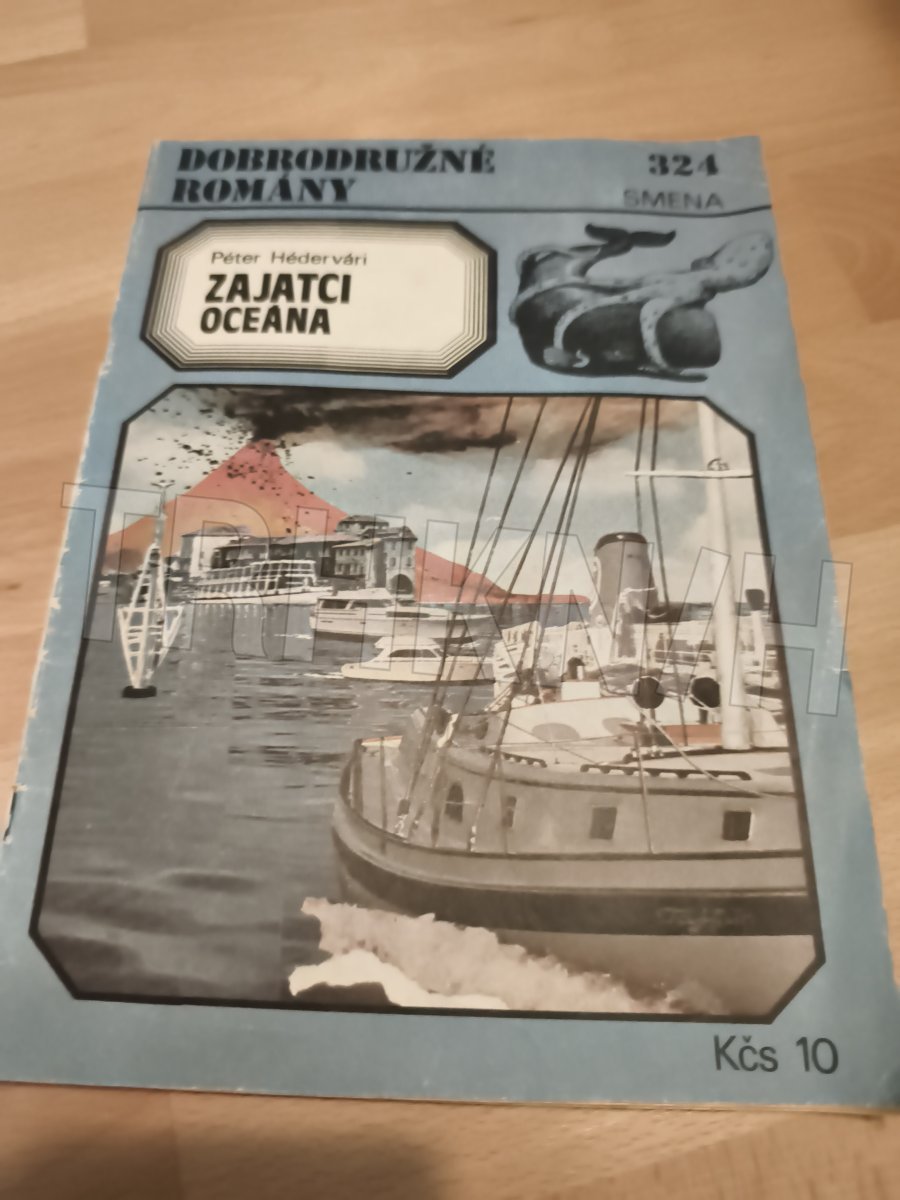 DOBRODRUŽNÉ
ROMÁNY
324
SMENA
Péter Hédervári
ZAJATCI
OCEÁNA
Kčs 10